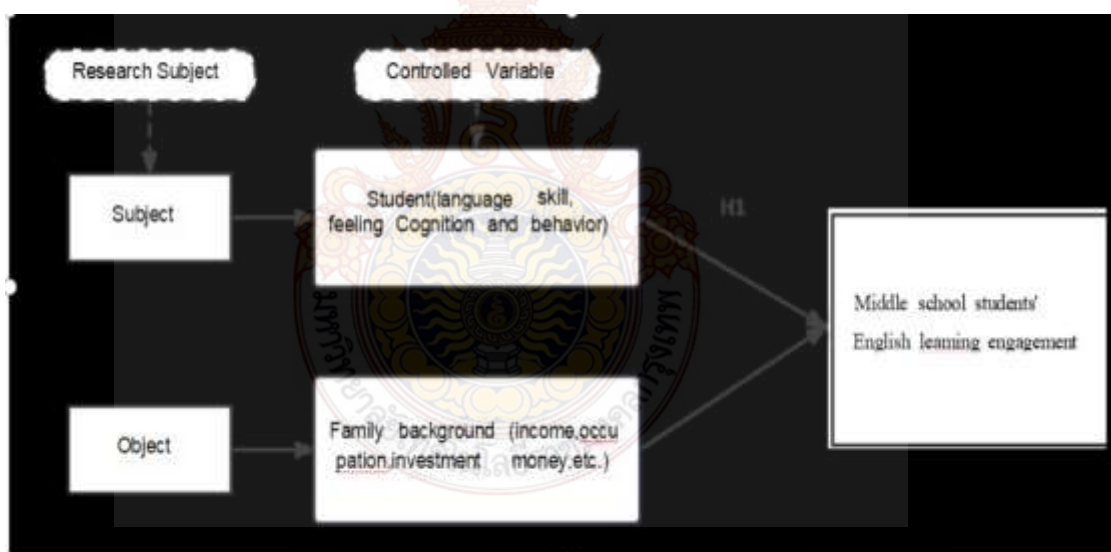 Research Subject
Controlled Variable
Subject
Student(language skill,
feeling Cognition and behavior)
H1
Middle school students'
English learning engagement
Object
Family background (income,occu
pation,investment money,etc.)